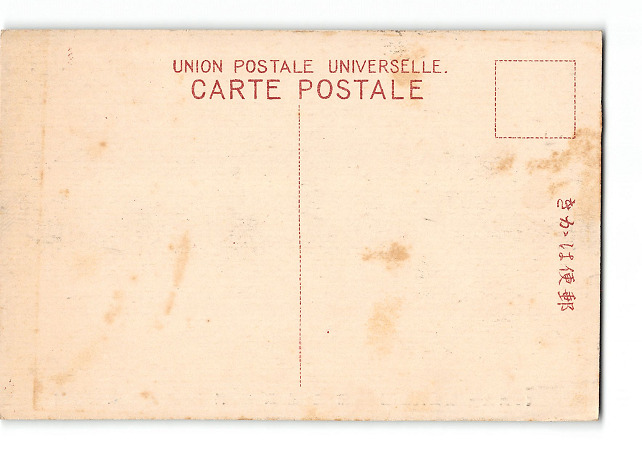 UNION POSTALE UNIVERSELLE.
CARTE POSTALE
郵便はかき